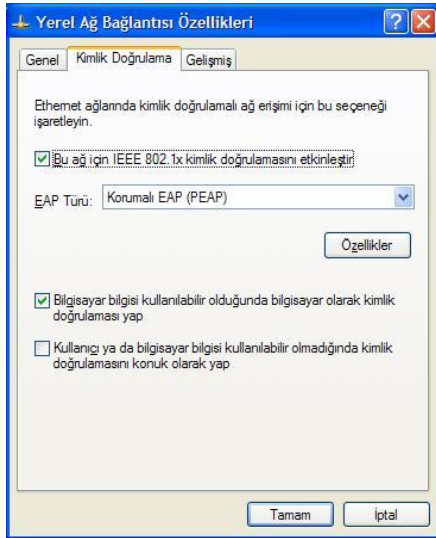 Yerel Ağ Bağlantısı Özellikleri
Genel Kimlik Doğrulama Gelişmiş
Ethernet ağlarında kimlik doğrulamalı ağ erişimi için bu seçeneği
işaretleyin.
Bu ağ için IEEE 802.1x kimlik doğrulamasını etkinleştir
EAP Türü: Korumalı EAP (PEAP)
Özellikler
Bilgisayar bilgisi kullanılabilir olduğunda bilgisayar olarak kimlik
doğrulaması yap
Kullanıcı ya da bilgisayar bilgisi kullanılabilir olmadığında kimlik
doğrulamasını konuk olarak yap
Tamam İptal